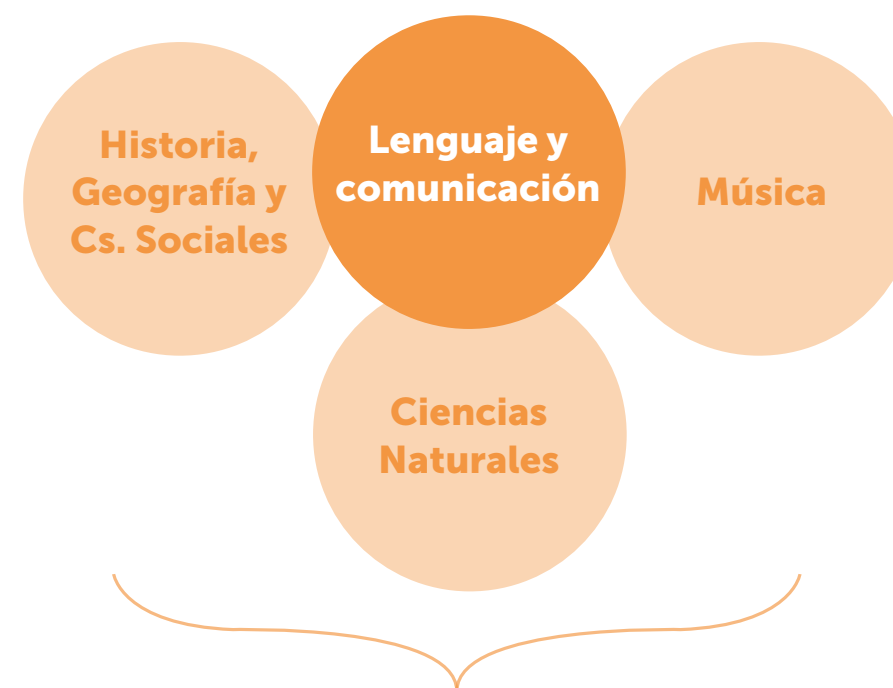 Historia,
Geografía y
Cs. Sociales
Lenguaje y
comunicación
Música
Ciencias
Naturales